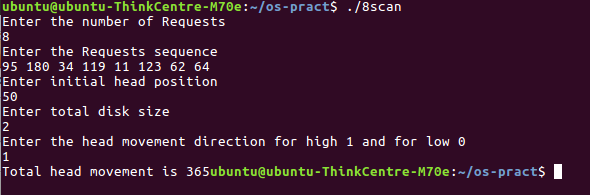 ubuntu@ubuntu-ThinkCentre-M70e:~/os-pract$ ./8scan
Enter the number of Requests
8
Enter the Requests sequence
95 180 34 119 11 123 62 64
Enter initial head position
50
Enter total disk size
2
Enter the head movement direction for high 1 and for low 0
1
Total head movement is 365ubuntu@ubuntu-ThinkCentre-M70e:~/os-pract$